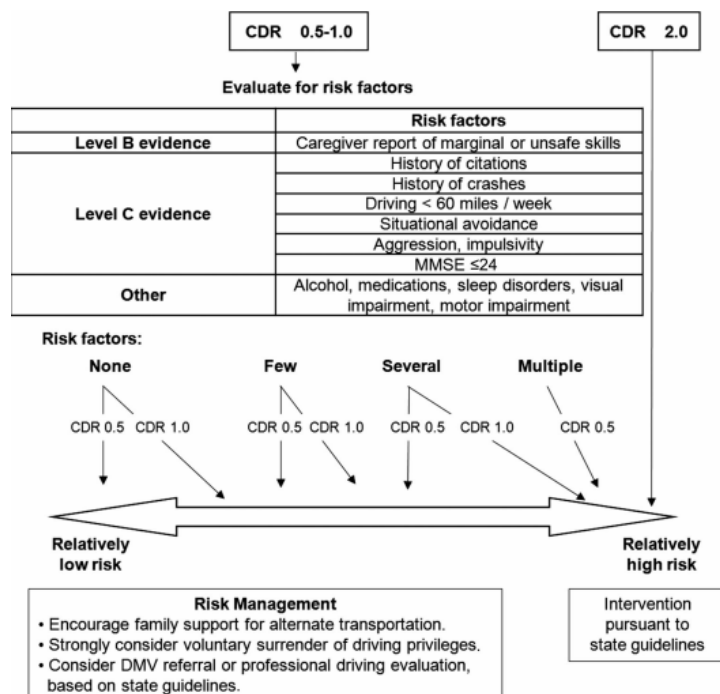 CDR 0.5-1.0
CDR 2.0
Evaluate for risk factors
Risk factors
Level B evidence
Caregiver report of marginal or unsafe skills
Level C evidence
History of citations
History of crashes
Driving < 60 miles / week
Situational avoidance
Aggression, impulsivity
MMSE ≤24
Other
Alcohol, medications, sleep disorders, visual
impairment, motor impairment
Risk factors:
None Few Several Multiple
CDR 0.5 CDR 1.0 CDR 0.5 CDR 1.0 CDR 0.5 CDR 1.0 CDR 0.5
Relatively
low risk
Relatively
high risk
Risk Management
• Encourage family support for alternate transportation.
• Strongly consider voluntary surrender of driving privileges.
• Consider DMV referral or professional driving evaluation,
based on state guidelines.
Intervention
pursuant to
state guidelines